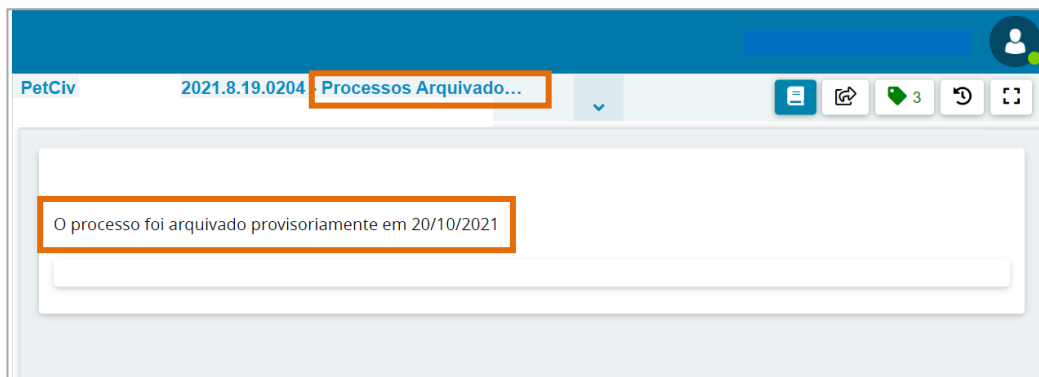 PetCiv 2021.8.19.0204 - Processos Arquivado...
3
O processo foi arquivado provisoriamente em 20/10/2021